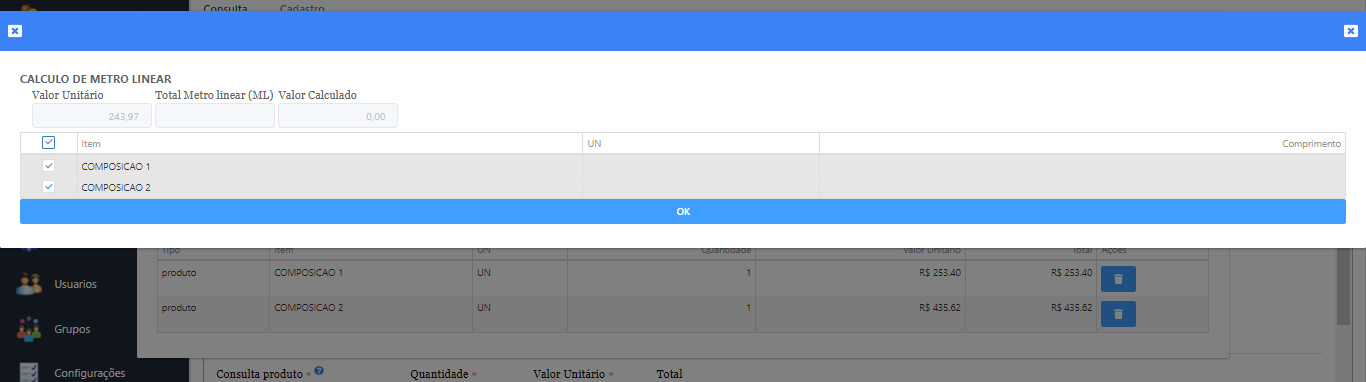 Consulta Cadastro
CALCULO DE METRO LINEAR
Valor Unitário Total Metro linear (ML) Valor Calculado
243,97 0,00
Item UN Comprimento
COMPOSICAO 1
COMPOSICAO 2
OK
Tipo Item UN Quantidade Valor Unitário Total Ações
produto COMPOSICAO 1 UN 1 R$ 253.40 R$ 253.40
Usuarios
produto COMPOSICAO 2 UN 1 R$ 435.62 R$ 435.62
Grupos
Configurações
Consulta produto * ? Quantidade * Valor Unitário * Total